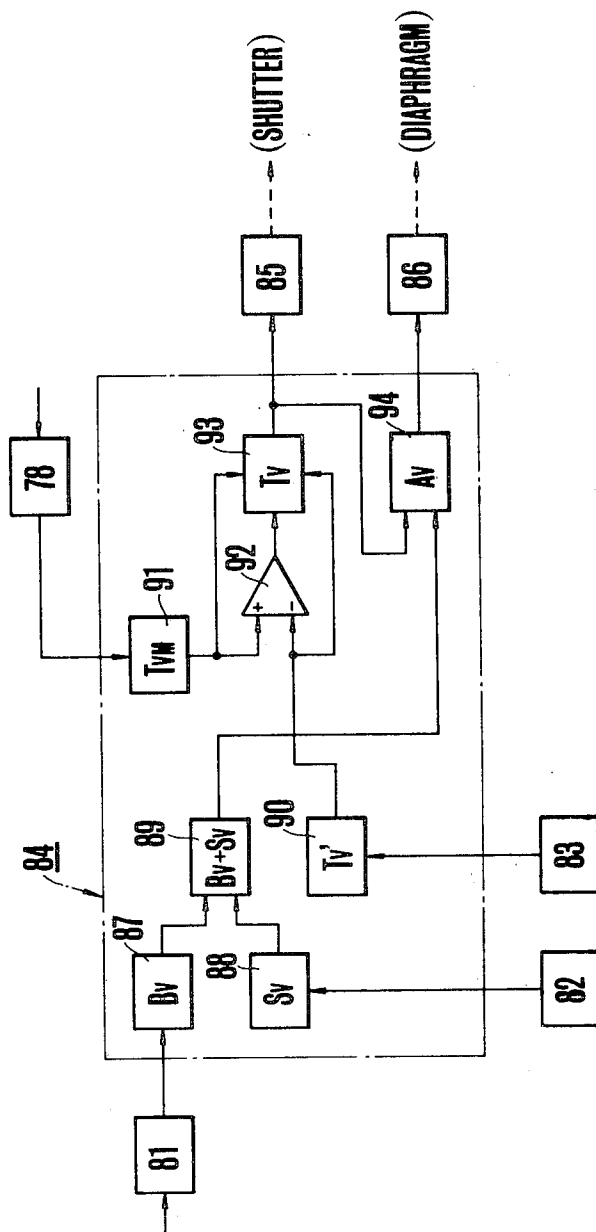 78
91
TVM
84
87
BV
89
BV+SV
88
SV
90
TV'
92
+
−
93
TV
94
AV
81
82
83
85
(SHUTTER)
86
(DIAPHRAGM)